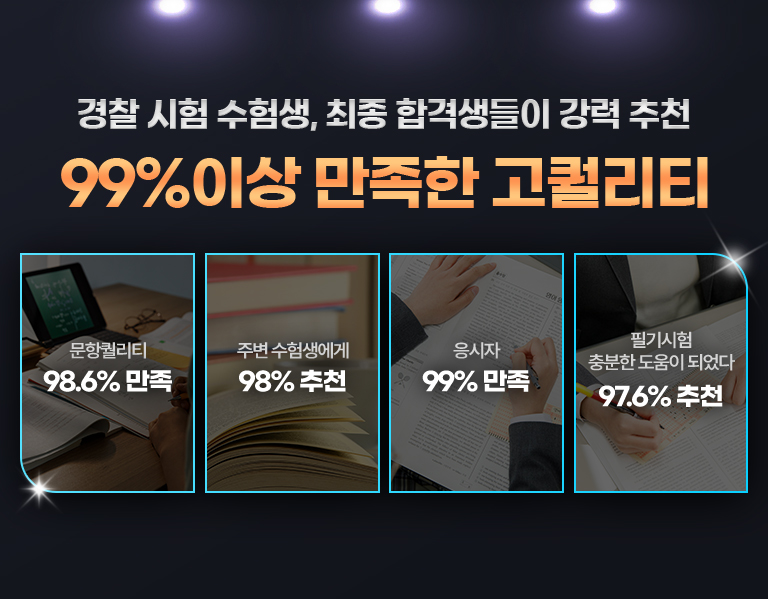 경찰 시험 수험생, 최종 합격생들이 강력 추천
99%이상 만족한 고퀄리티
문항퀄리티
98.6% 만족
주변 수험생에게
98% 추천
응시자
99% 만족
필기시험
충분한 도움이 되었다
97.6% 추천